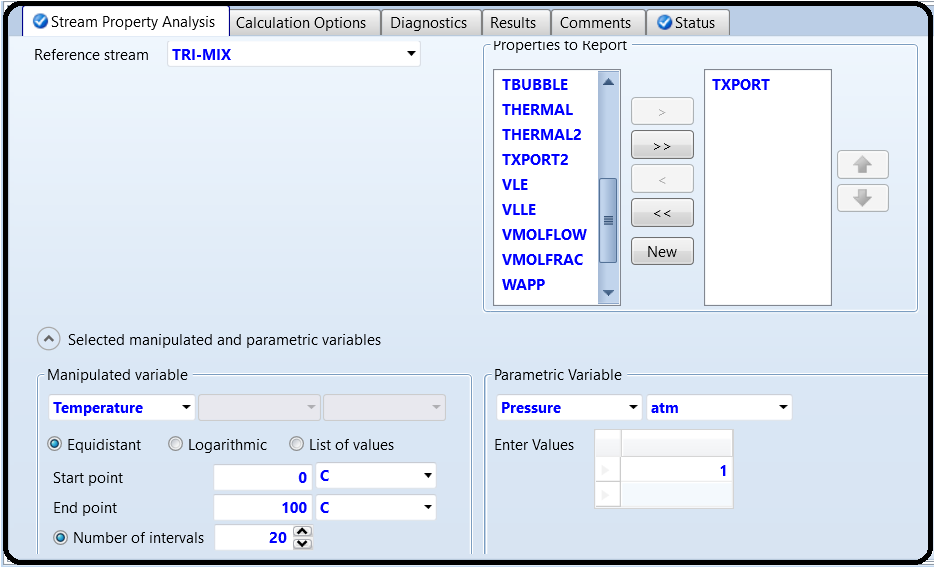 Stream Property Analysis Calculation Options Diagnostics Results Comments Status
Reference stream TRI-MIX
Properties to Report
TBUBBLE
THERMAL
THERMAL2
TXPORT2
VLE
VLLE
VMOLFLOW
VMOLFRAC
WAPP
>
>>
<
<<
New
TXPORT
Selected manipulated and parametric variables
Manipulated variable
Temperature
Equidistant Logarithmic List of values
Start point 0 C
End point 100 C
Number of intervals 20
Parametric Variable
Pressure atm
Enter Values
1